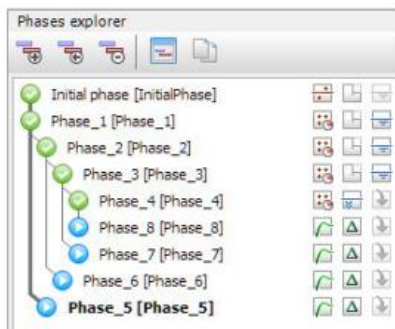 Phases explorer
Initial phase [InitialPhase]
Phase_1 [Phase_1]
Phase_2 [Phase_2]
Phase_3 [Phase_3]
Phase_4 [Phase_4]
Phase_8 [Phase_8]
Phase_7 [Phase_7]
Phase_6 [Phase_6]
Phase_5 [Phase_5]